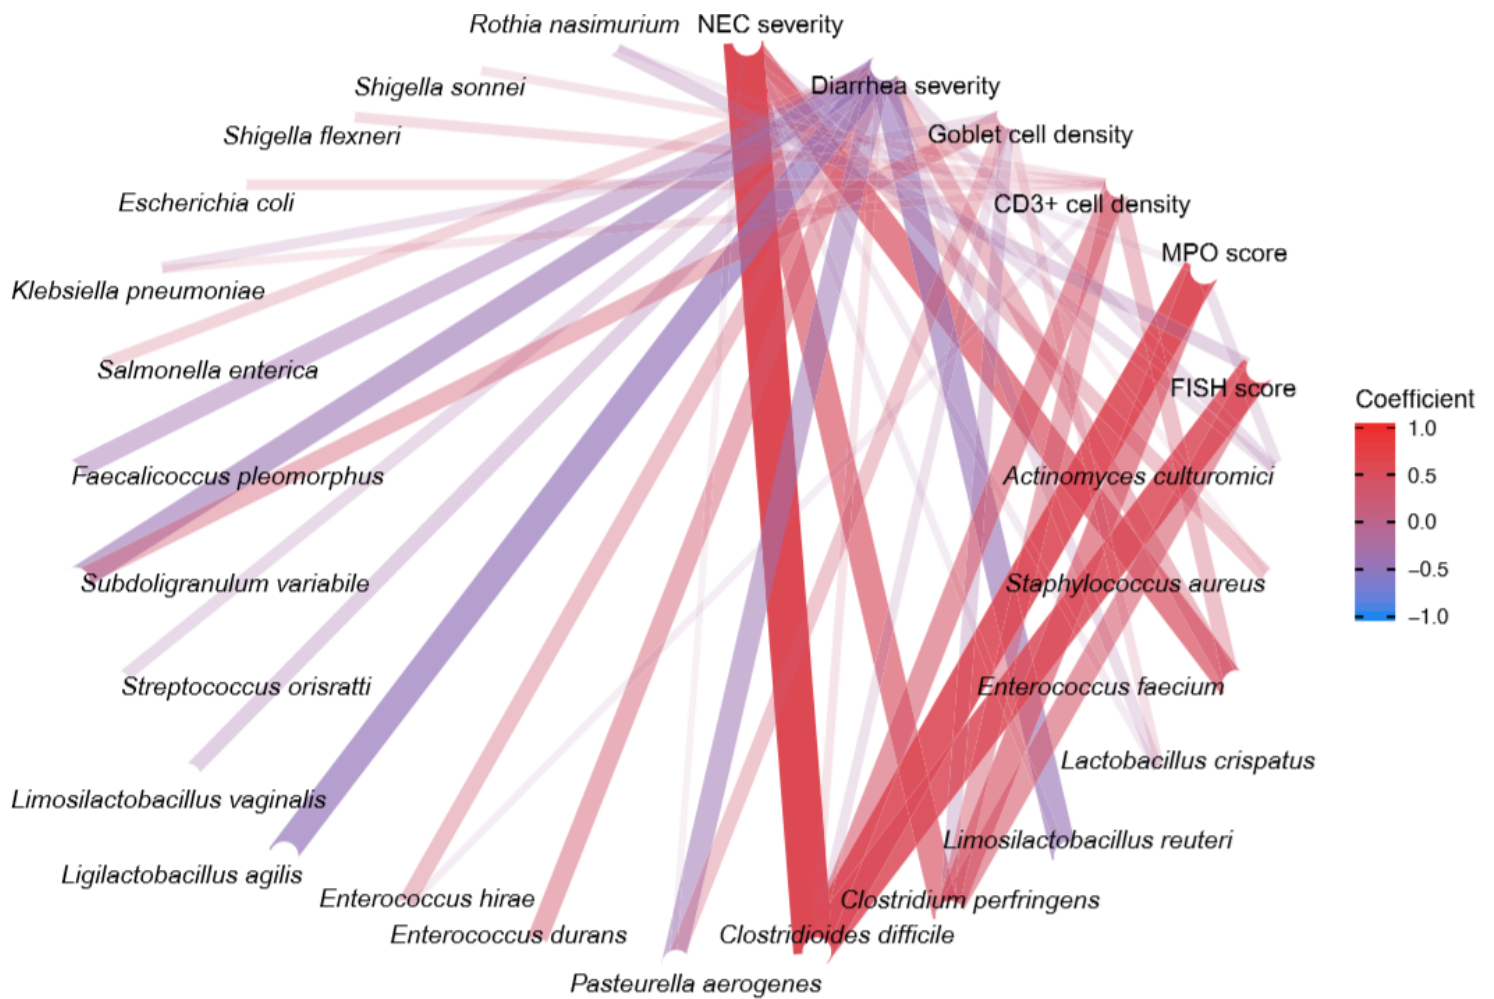 Rothia nasimurium
NEC severity
Shigella sonnei
Diarrhea severity
Shigella flexneri
Goblet cell density
Escherichia coli
CD3+ cell density
MPO score
Klebsiella pneumoniae
Salmonella enterica
FISH score
Coefficient
1.0
0.5
0.0
−0.5
−1.0
Faecalicoccus pleomorphus
Actinomyces culturomici
Subdoligranulum variabile
Staphylococcus aureus
Streptococcus orisratti
Enterococcus faecium
Lactobacillus crispatus
Limosilactobacillus vaginalis
Limosilactobacillus reuteri
Ligilactobacillus agilis
Enterococcus hirae
Clostridium perfringens
Enterococcus durans
Clostridioides difficile
Pasteurella aerogenes